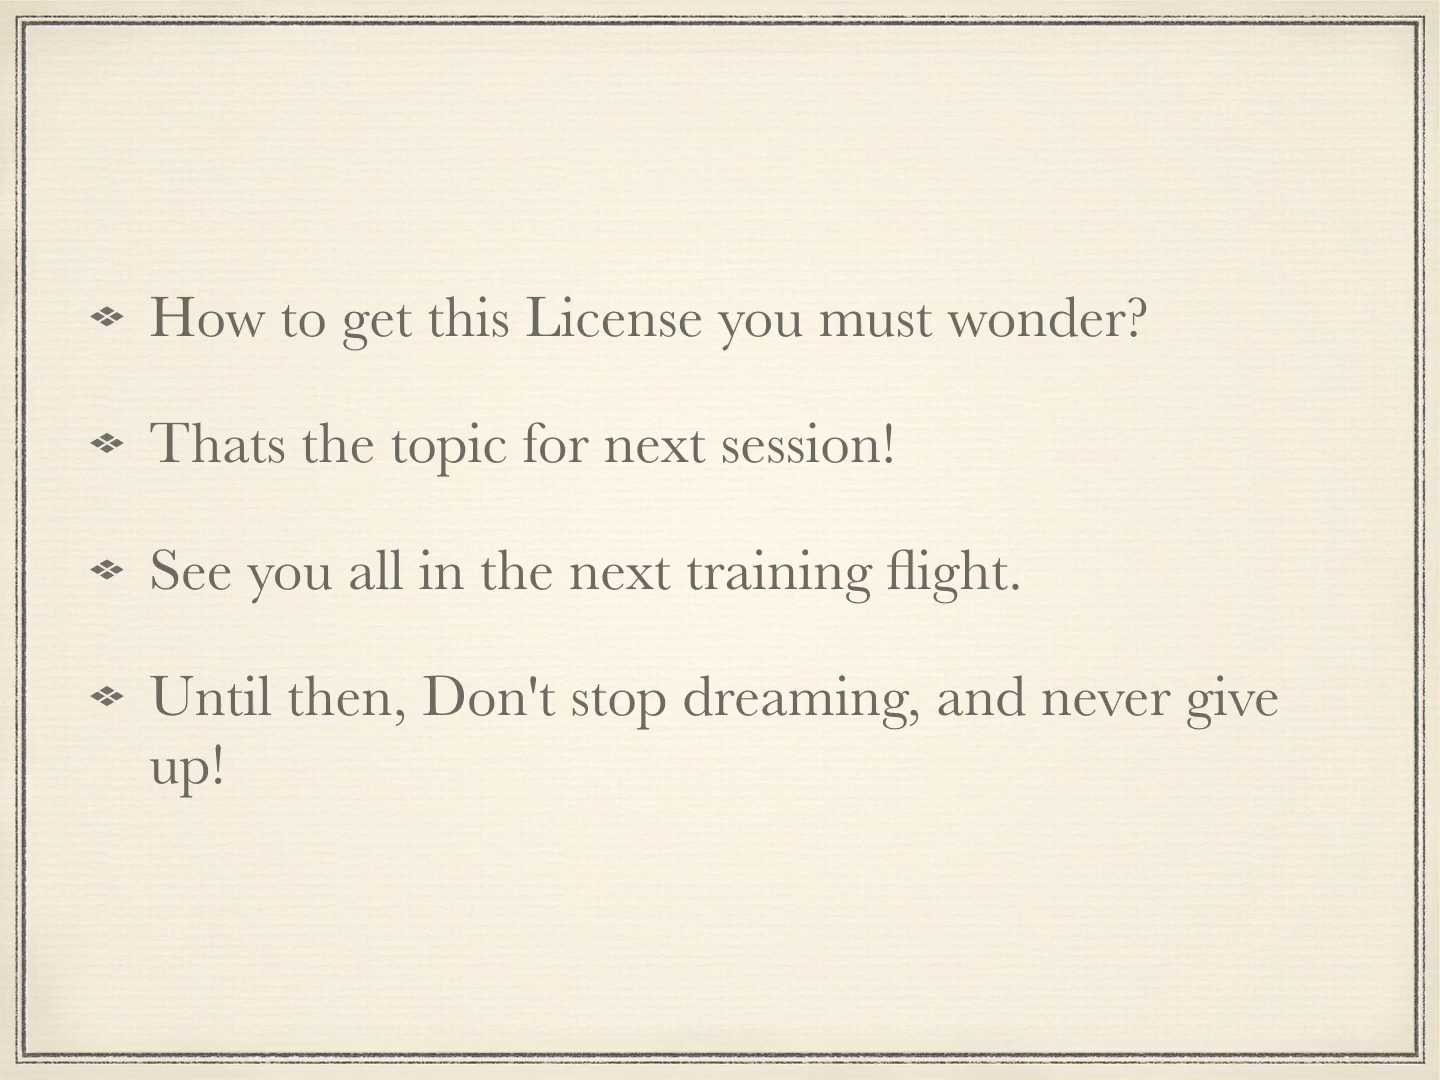 How to get this License you must wonder?
Thats the topic for next session!
See you all in the next training flight.
Until then, Don't stop dreaming, and never give
up!